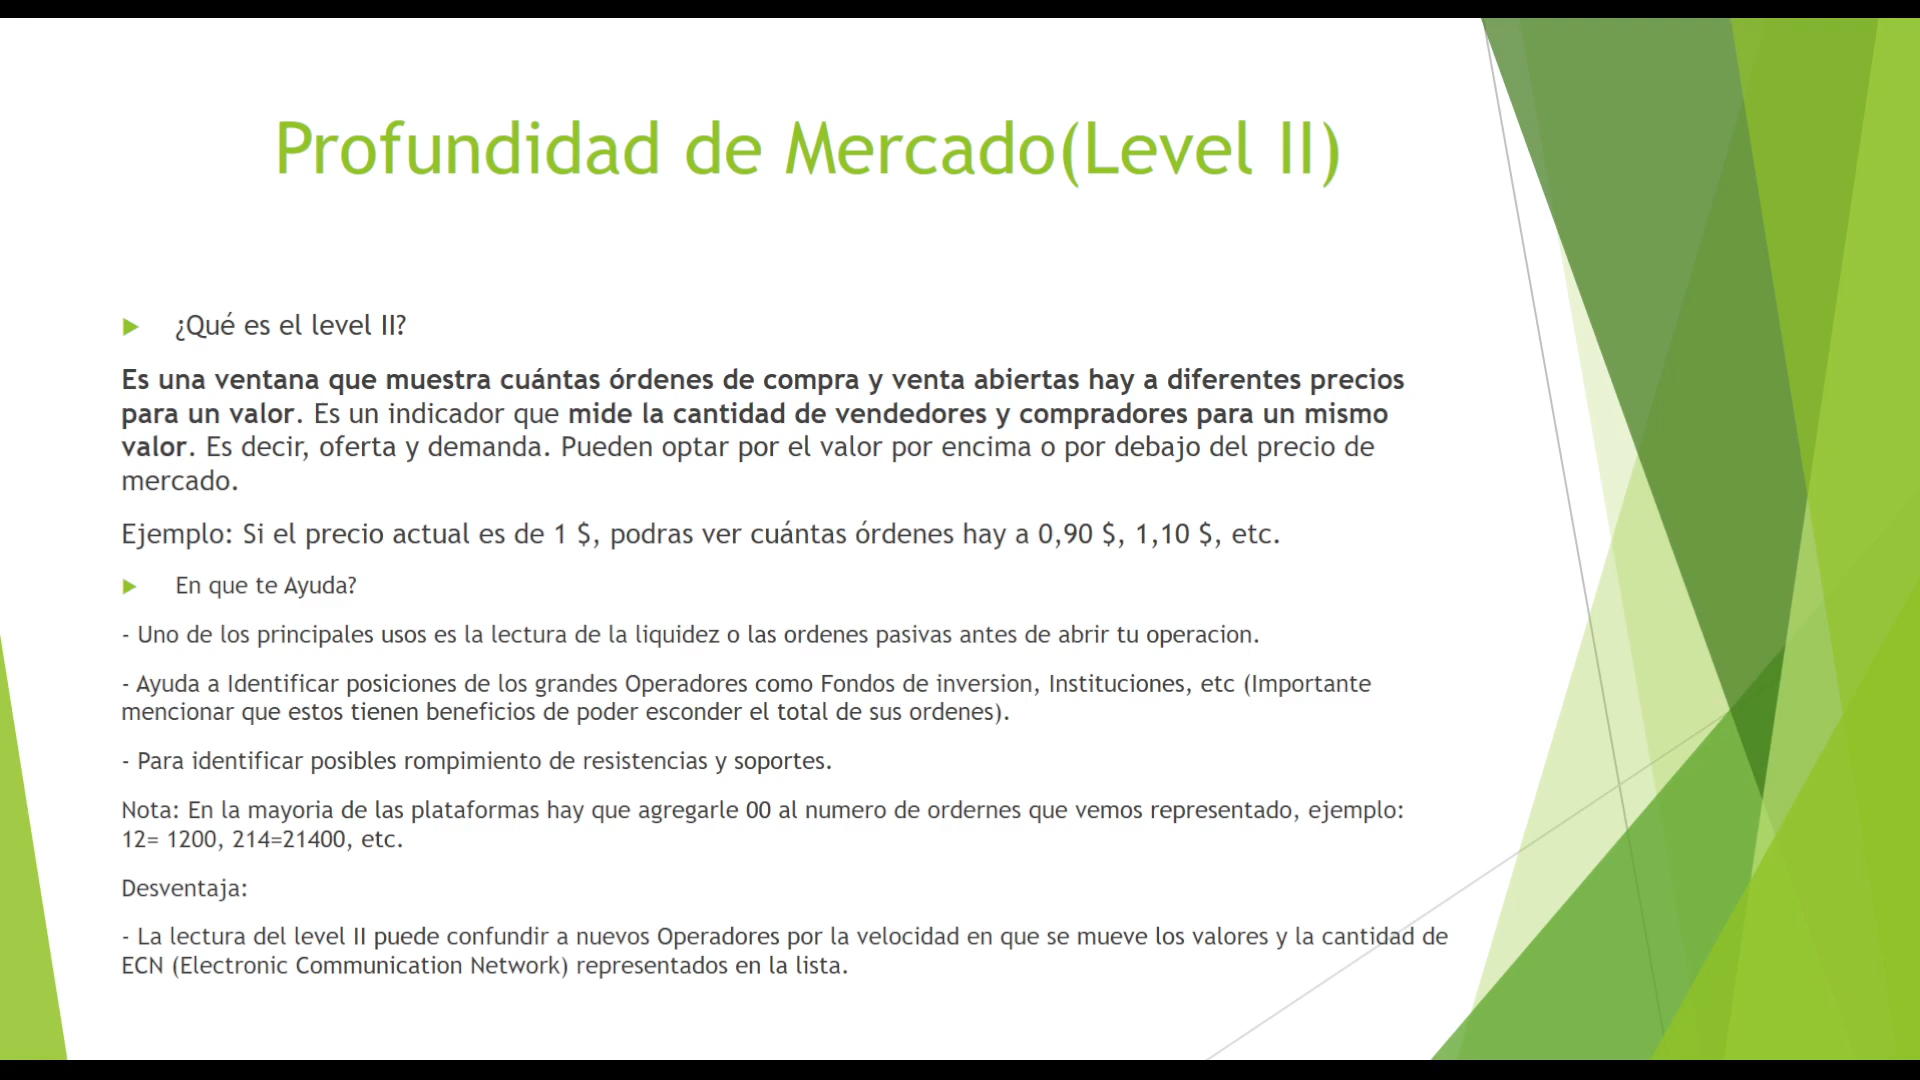 Profundidad de Mercado(Level II)
¿Qué es el level II?
Es una ventana que muestra cuántas órdenes de compra y venta abiertas hay a diferentes precios
para un valor. Es un indicador que mide la cantidad de vendedores y compradores para un mismo
valor. Es decir, oferta y demanda. Pueden optar por el valor por encima o por debajo del precio de
mercado.
Ejemplo: Si el precio actual es de 1 $, podras ver cuántas órdenes hay a 0,90 $, 1,10 $, etc.
En que te Ayuda?
- Uno de los principales usos es la lectura de la liquidez o las ordenes pasivas antes de abrir tu operacion.
- Ayuda a Identificar posiciones de los grandes Operadores como Fondos de inversion, Instituciones, etc (Importante
mencionar que estos tienen beneficios de poder esconder el total de sus ordenes).
- Para identificar posibles rompimiento de resistencias y soportes.
Nota: En la mayoria de las plataformas hay que agregarle 00 al numero de ordernes que vemos representado, ejemplo:
12= 1200, 214=21400, etc.
Desventaja:
- La lectura del level II puede confundir a nuevos Operadores por la velocidad en que se mueve los valores y la cantidad de
ECN (Electronic Communication Network) representados en la lista.